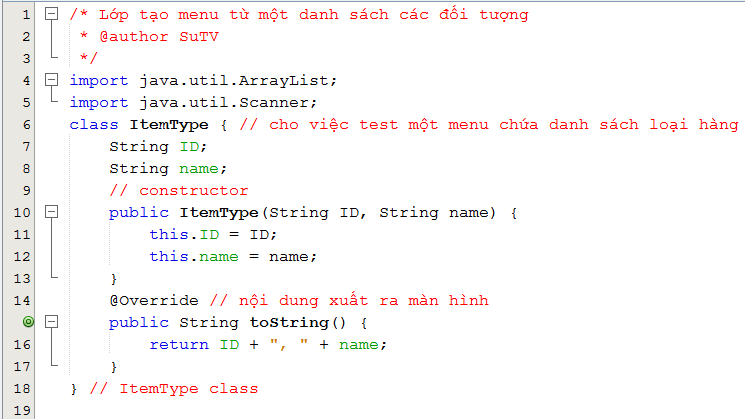 1 /* Lớp tạo menu từ một danh sách các đối tượng
2 * @author SuTV
3 */
4 import java.util.ArrayList;
5 import java.util.Scanner;
6 class ItemType { // cho việc test một menu chứa danh sách loại hàng
7 String ID;
8 String name;
9 // constructor
10 public ItemType(String ID, String name) {
11 this.ID = ID;
12 this.name = name;
13 }
14 @Override // nội dung xuất ra màn hình
public String toString() {
16 return ID + ", " + name;
17 }
18 } // ItemType class
19